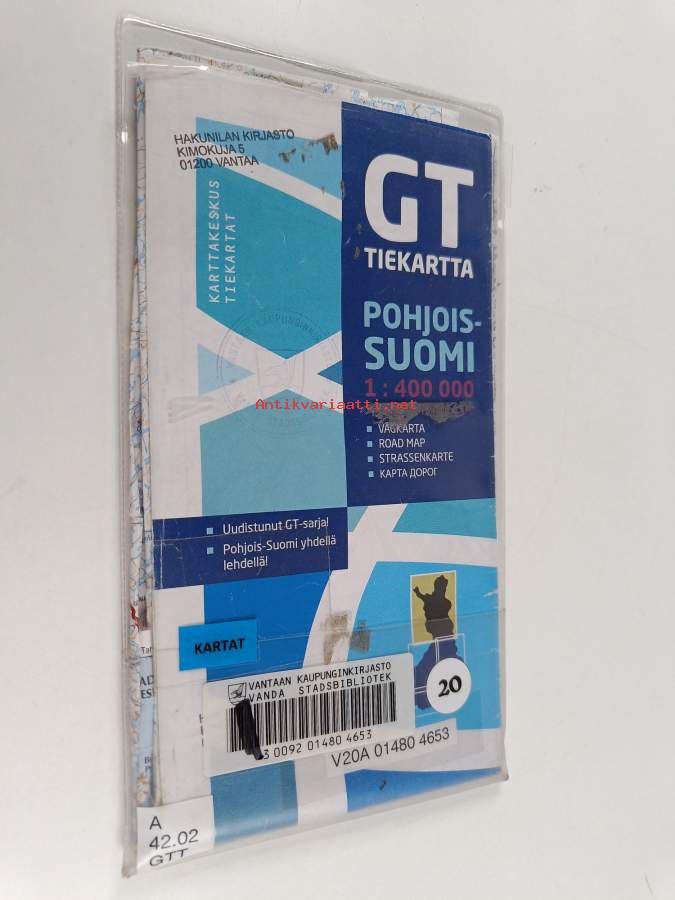 HAKUNILAN KIRJASTO
KIMOKUJA 5
01200 VANTAA
KARTTAKESKUS
TIEKARTAT
GT
TIEKARTTA
POHJOIS-
SUOMI
1 : 400 000
Antikvariaatti.net
VÄGKARTA
ROAD MAP
STRASSENKARTE
КАРТА ДОРОГ
Uudistunut GT-sarja!
Pohjois-Suomi yhdellä
lehdellä!
KARTAT
VANTAAN KAUPUNGINKIRJASTO
VANDA STADSBIBLIOTEK
20
3 0092 01480 4653
V20A 01480 4653
A
42.02
GTT